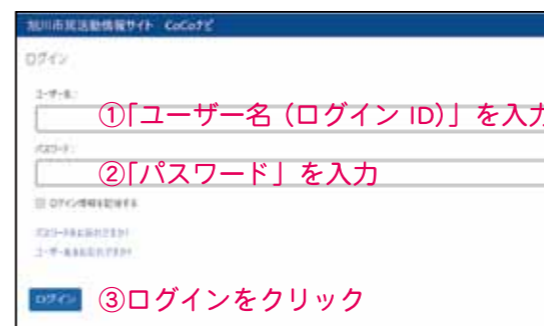 旭川市民活動情報サイト CoCoナビ
ログイン
ユーザー名:
①「ユーザー名(ログイン ID)」を入力
パスワード:
②「パスワード」を入力
ログイン情報を記憶する
パスワードをお忘れですか?
ユーザー名をお忘れですか?
ログイン ③ログインをクリック